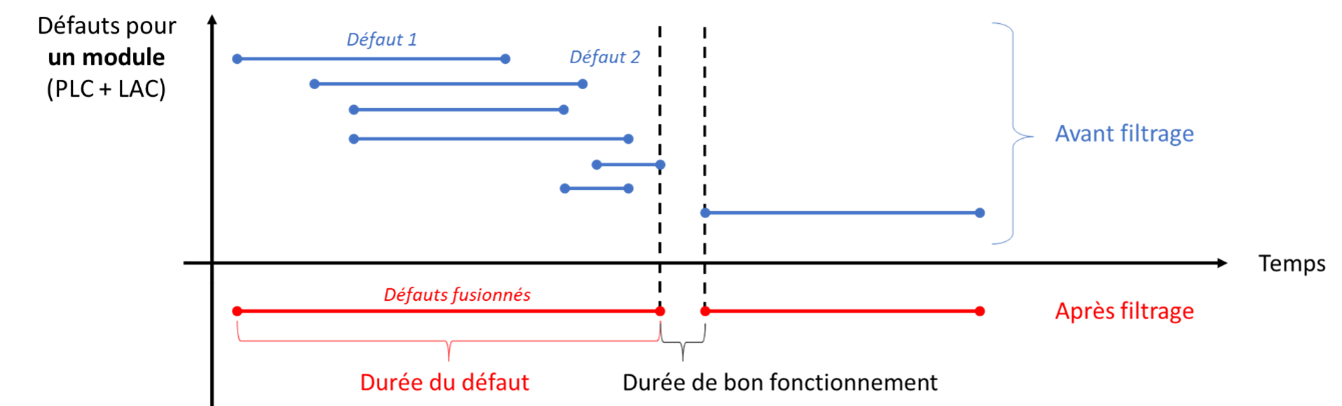 Défauts pour
un module
(PLC + LAC)
Défaut 1
Défaut 2
Avant filtrage
Temps
Défauts fusionnés
Après filtrage
Durée du défaut
Durée de bon fonctionnement